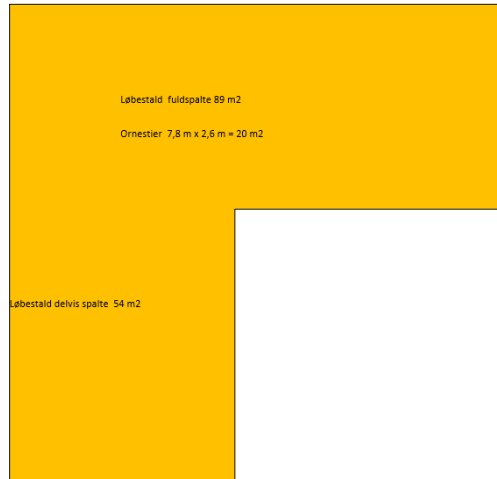 Løbestald fuldspalte 89 m2
Ornestier 7,8 m x 2,6 m = 20 m2
Løbestald delvis spalte 54 m2